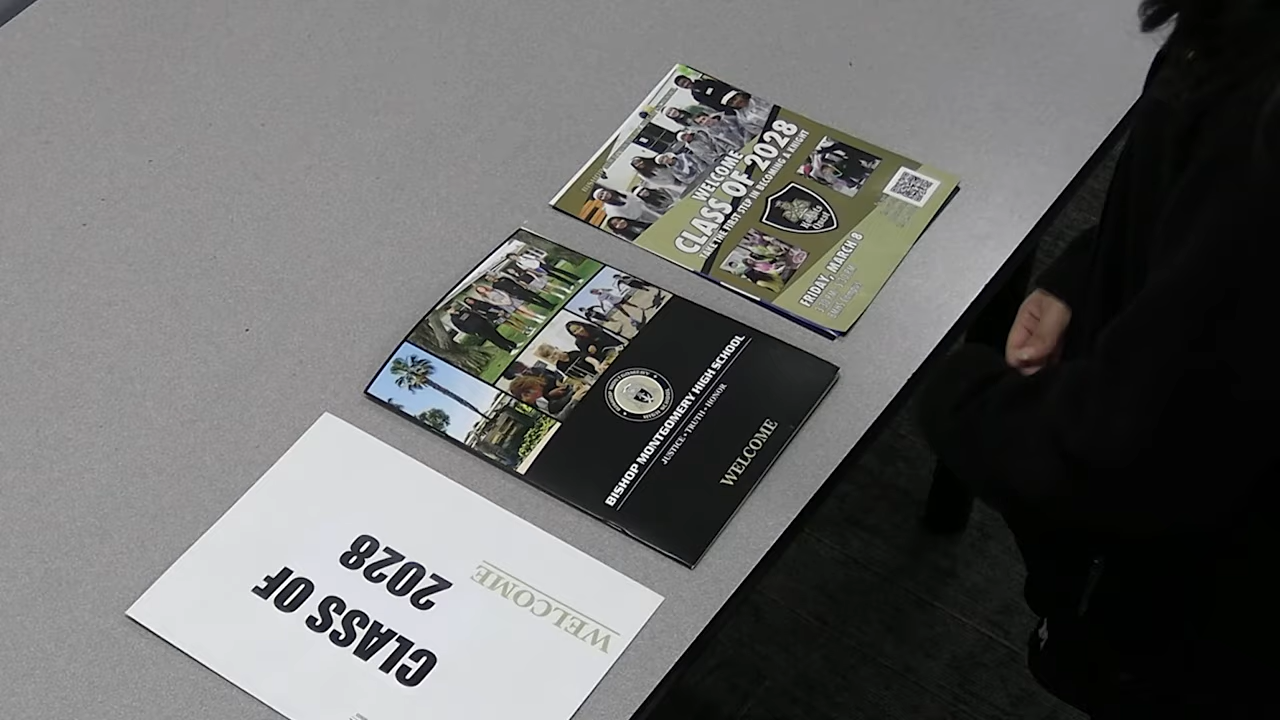 WELCOME
CLASS OF 2028
TAKE THE FIRST STEP IN BECOMING A KNIGHT
FRIDAY, MARCH 8
BISHOP MONTGOMERY HIGH SCHOOL
JUSTICE • TRUTH • HONOR
WELCOME
WELCOME
CLASS OF
2028